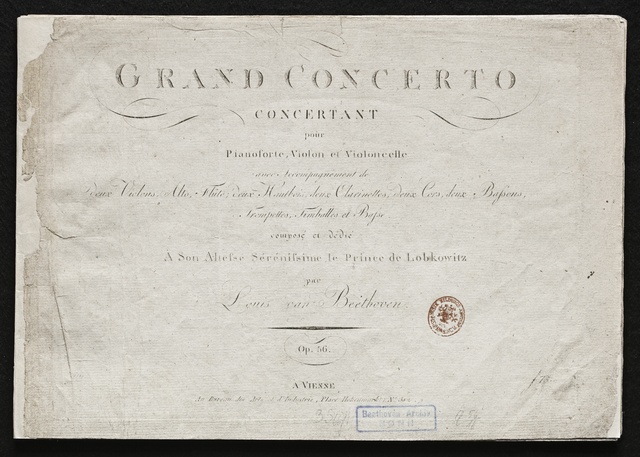 GRAND CONCERTO
CONCERTANT
pour
Pianoforte, Violon et Violoncelle
avec Accompagnement de
deux Violons, Alto, Flûte, deux Hautbois, deux Clarinettes, deux Cors, deux Bassons,
Trompettes, Timballes et Basse
composé et dedié
A Son Altesse Sérénissime le Prince de Lobkowitz
par
Louis van Beethoven.
Op. 56.
A VIENNE
Au Bureau des Arts et d'Industrie, Place
Beethoven-Archiv